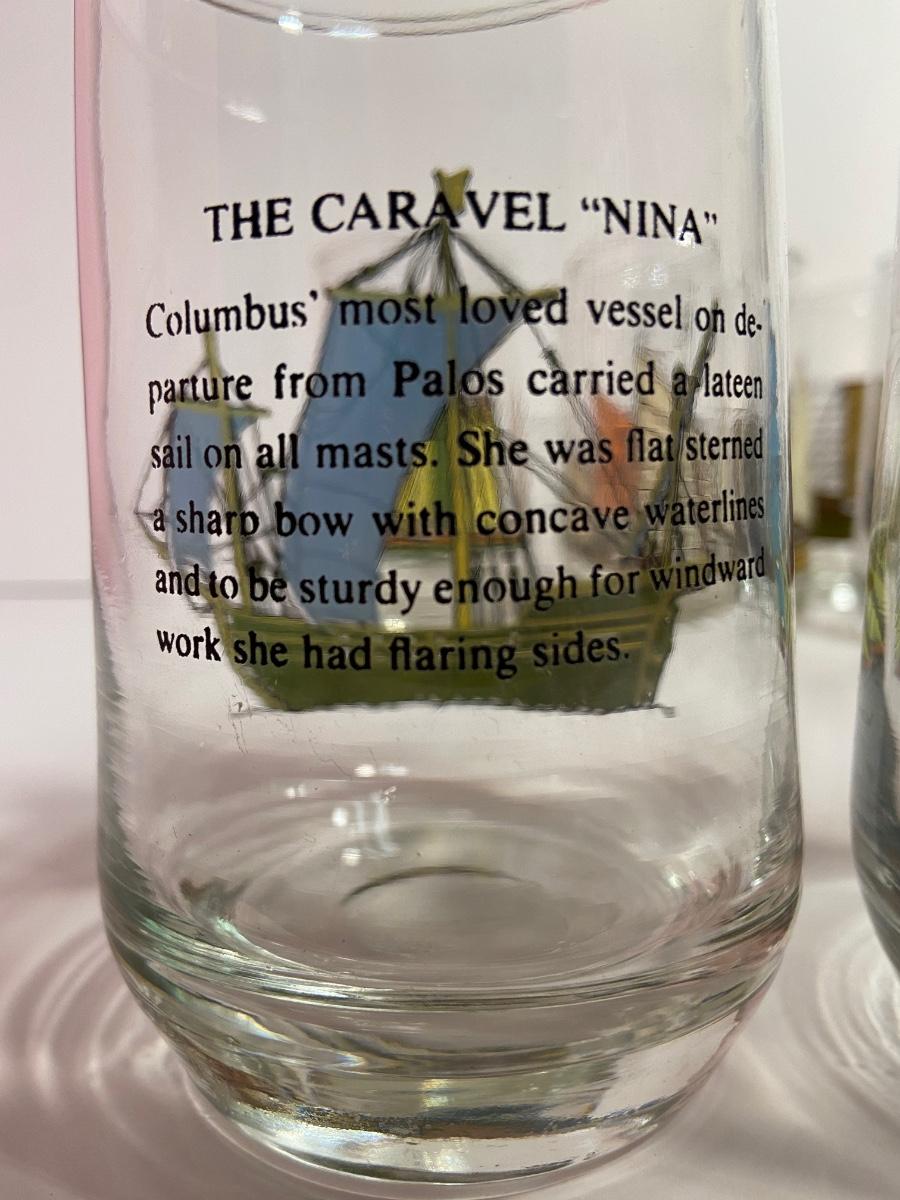 THE CARAVEL “NINA”
Columbus’ most loved vessel on de-
parture from Palos carried a lateen
sail on all masts. She was flat sterned
a sharp bow with concave waterlines
and to be sturdy enough for windward
work she had flaring sides.